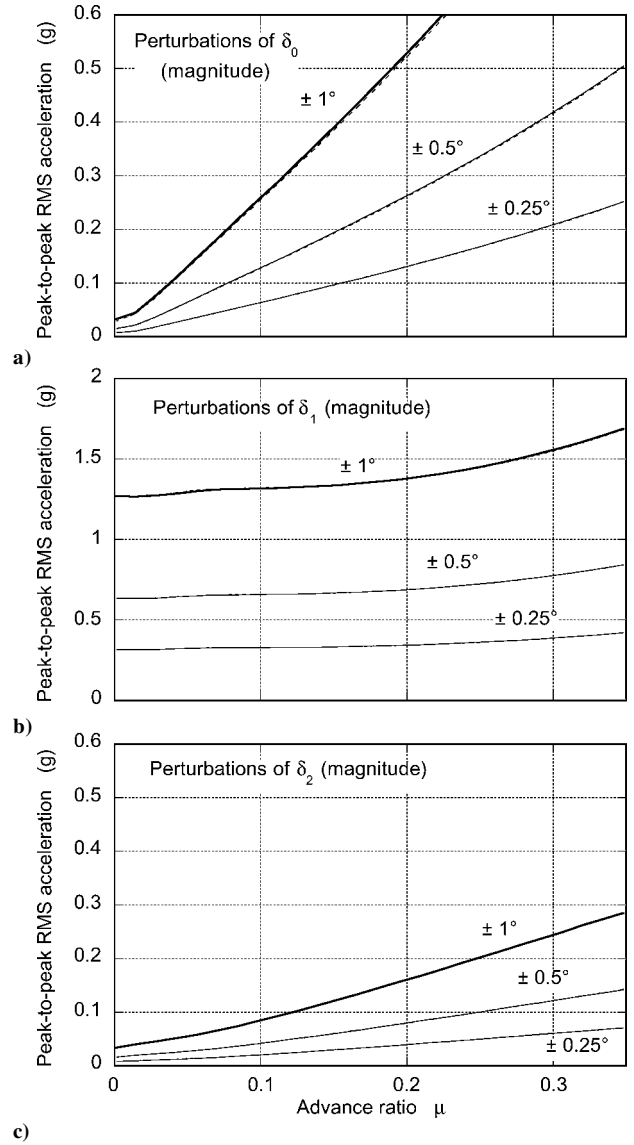 0.6
Perturbations of δ₀
(magnitude)
± 1°
± 0.5°
± 0.25°
0.5
0.4
0.3
0.2
0.1
0
Peak-to-peak RMS acceleration (g)
a)
2
Perturbations of δ₁ (magnitude)
± 1°
± 0.5°
± 0.25°
1.5
1
0.5
0
Peak-to-peak RMS acceleration (g)
b)
0.6
Perturbations of δ₂ (magnitude)
± 1°
± 0.5°
± 0.25°
0.5
0.4
0.3
0.2
0.1
0
Peak-to-peak RMS acceleration (g)
0 0.1 0.2 0.3
Advance ratio μ
c)